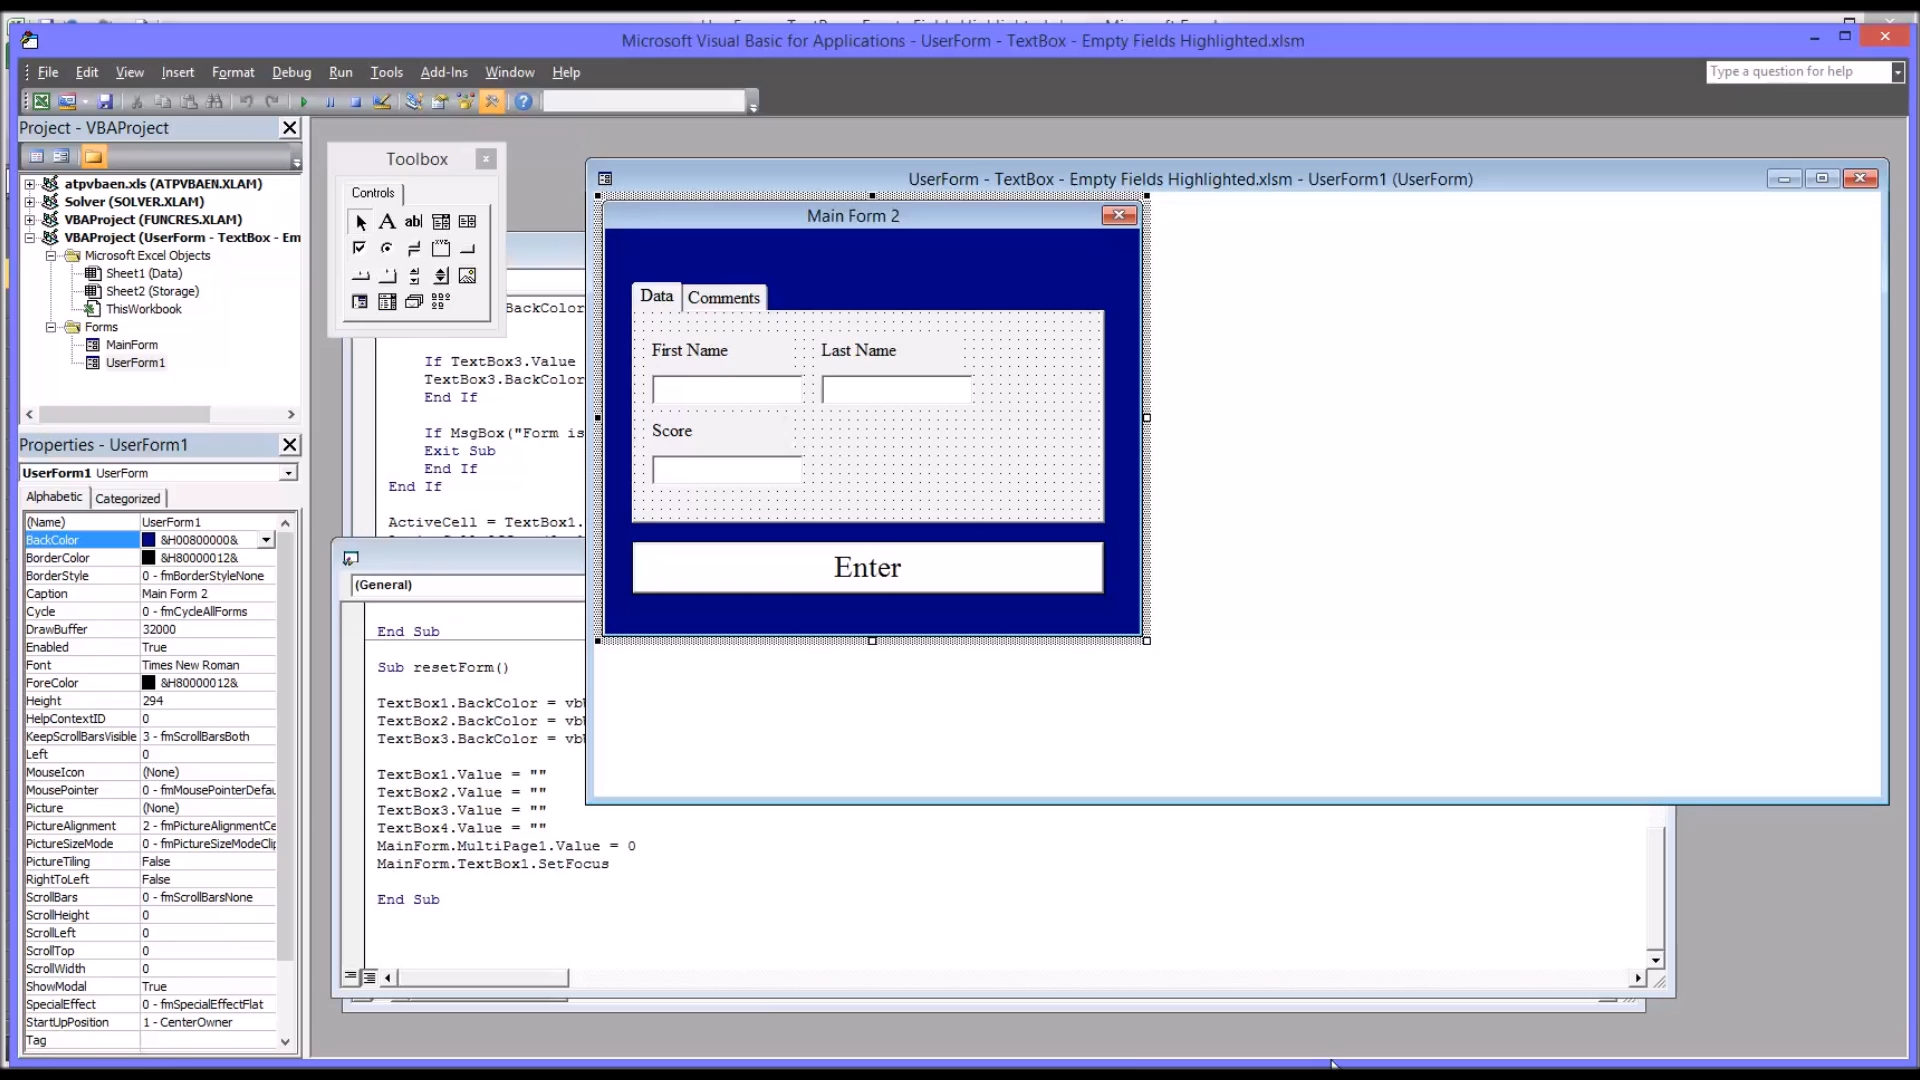 Microsoft Visual Basic for Applications - UserForm - TextBox - Empty Fields Highlighted.xlsm
File Edit View Insert Format Debug Run Tools Add-Ins Window Help
Type a question for help
Project - VBAProject
atpvbaen.xls (ATPVBAEN.XLAM)
Solver (SOLVER.XLAM)
VBAProject (FUNCRES.XLAM)
VBAProject (UserForm - TextBox - Em
Microsoft Excel Objects
Sheet1 (Data)
Sheet2 (Storage)
ThisWorkbook
Forms
MainForm
UserForm1
Properties - UserForm1
UserForm1 UserForm
Alphabetic Categorized
(Name) UserForm1
BackColor &H00800000&
BorderColor &H80000012&
BorderStyle 0 - fmBorderStyleNone
Caption Main Form 2
Cycle 0 - fmCycleAllForms
DrawBuffer 32000
Enabled True
Font Times New Roman
ForeColor &H80000012&
Height 294
HelpContextID 0
KeepScrollBarsVisible 3 - fmScrollBarsBoth
Left 0
MouseIcon (None)
MousePointer 0 - fmMousePointerDefau
Picture (None)
PictureAlignment 2 - fmPictureAlignmentCe
PictureSizeMode 0 - fmPictureSizeModeClip
PictureTiling False
RightToLeft False
ScrollBars 0 - fmScrollBarsNone
ScrollHeight 0
ScrollLeft 0
ScrollTop 0
ScrollWidth 0
ShowModal True
SpecialEffect 0 - fmSpecialEffectFlat
StartUpPosition 1 - CenterOwner
Tag
Toolbox
Controls
A abl
BackColor
If TextBox3.Value
TextBox3.BackColor
End If
If MsgBox("Form is
Exit Sub
End If
End If
ActiveCell = TextBox1.
(General)
End Sub
Sub resetForm()
TextBox1.BackColor = vb
TextBox2.BackColor = vb
TextBox3.BackColor = vb
TextBox1.Value = ""
TextBox2.Value = ""
TextBox3.Value = ""
TextBox4.Value = ""
MainForm.MultiPage1.Value = 0
MainForm.TextBox1.SetFocus
End Sub
UserForm - TextBox - Empty Fields Highlighted.xlsm - UserForm1 (UserForm)
Main Form 2
Data Comments
First Name Last Name
Score
Enter